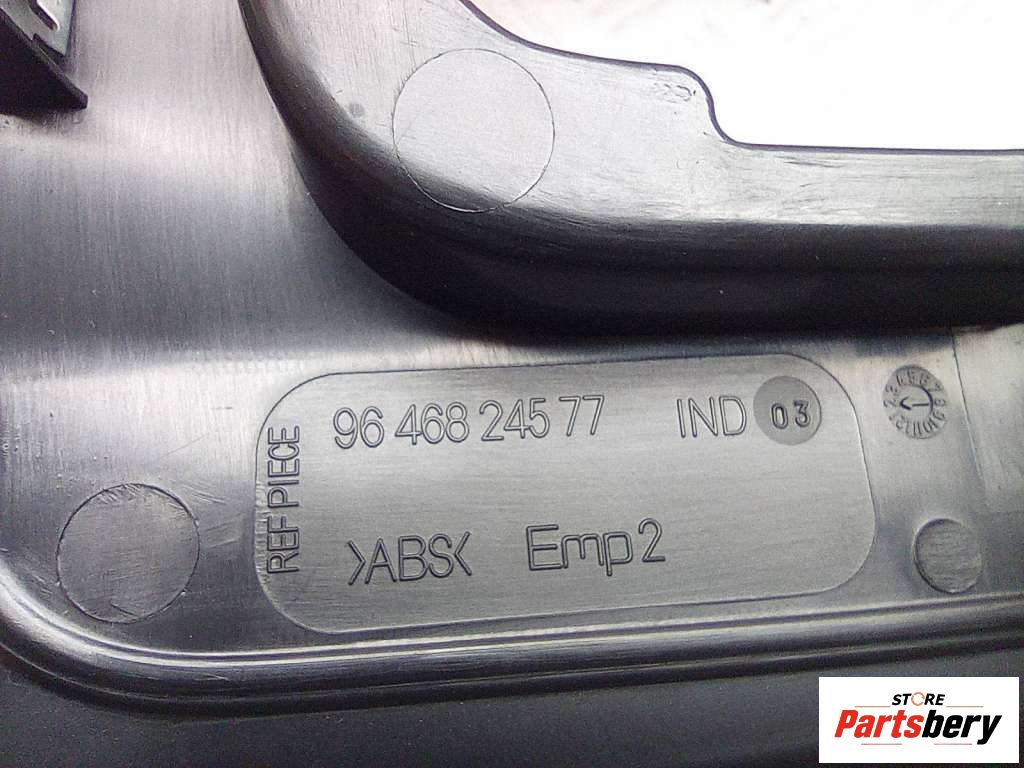 REF PIECE
96 468 245 77 IND 03
>ABS< Emp2
STORE
Partsbery